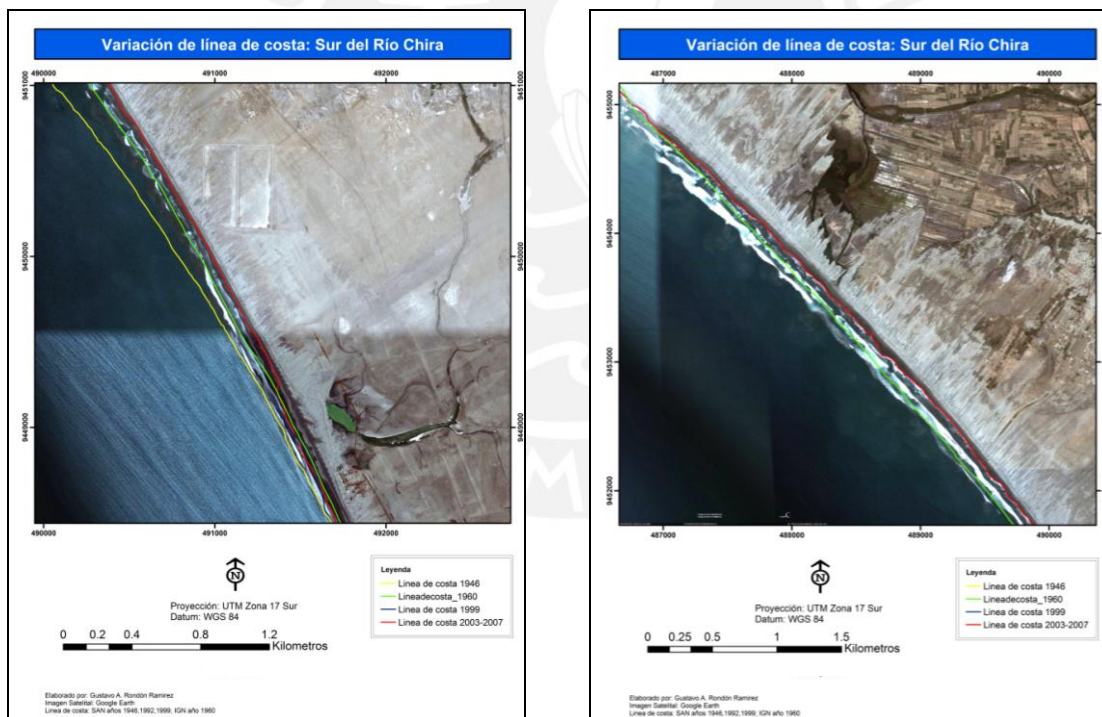 Variación de línea de costa: Sur del Río Chira
490000 491000 492000
9451000 9451000
9450000 9450000
9449000 9449000
490000 491000 492000
N
Proyección: UTM Zona 17 Sur
Datum: WGS 84
0 0.2 0.4 0.8 1.2
Kilometros
Leyenda
Linea de costa 1946
Lineadecosta_1960
Linea de costa 1999
Linea de costa 2003-2007
Elaborado por: Gustavo A. Rondón Ramirez
Imagen Satelital: Google Earth
Linea de costa: SAN años 1946,1992,1999; IGN año 1960
Variación de línea de costa: Sur del Río Chira
487000 488000 489000 490000
9455000 9455000
9454000 9454000
9453000 9453000
9452000 9452000
487000 488000 489000 490000
N
Proyección: UTM Zona 17 Sur
Datum: WGS 84
0 0.25 0.5 1 1.5
Kilometros
Leyenda
Linea de costa 1946
Lineadecosta_1960
Linea de costa 1999
Linea de costa 2003-2007
Elaborado por: Gustavo A. Rondón Ramirez
Imagen Satelital: Google Earth
Linea de costa: SAN años 1946,1992,1999; IGN año 1960